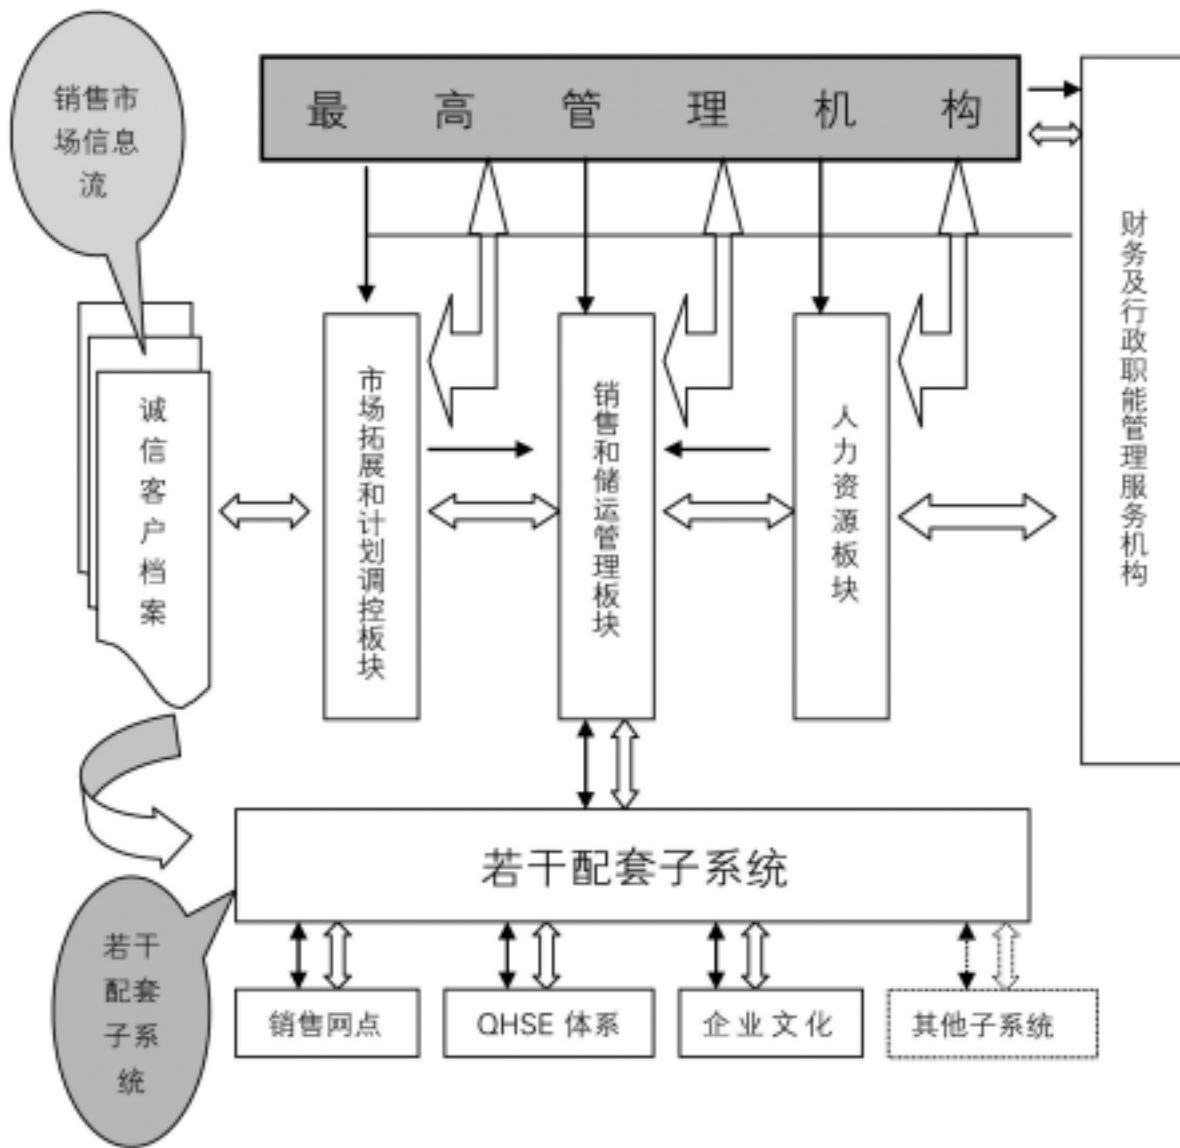 销售市
场信息
流
最高管理机构
财务及行政职能管理服务机构
诚信客户档案
市场拓展和计划调控板块
销售和储运管理板块
人力资源板块
若干配套子系统
若干
配套
子系
统
销售网点
QHSE 体系
企业文化
其他子系统